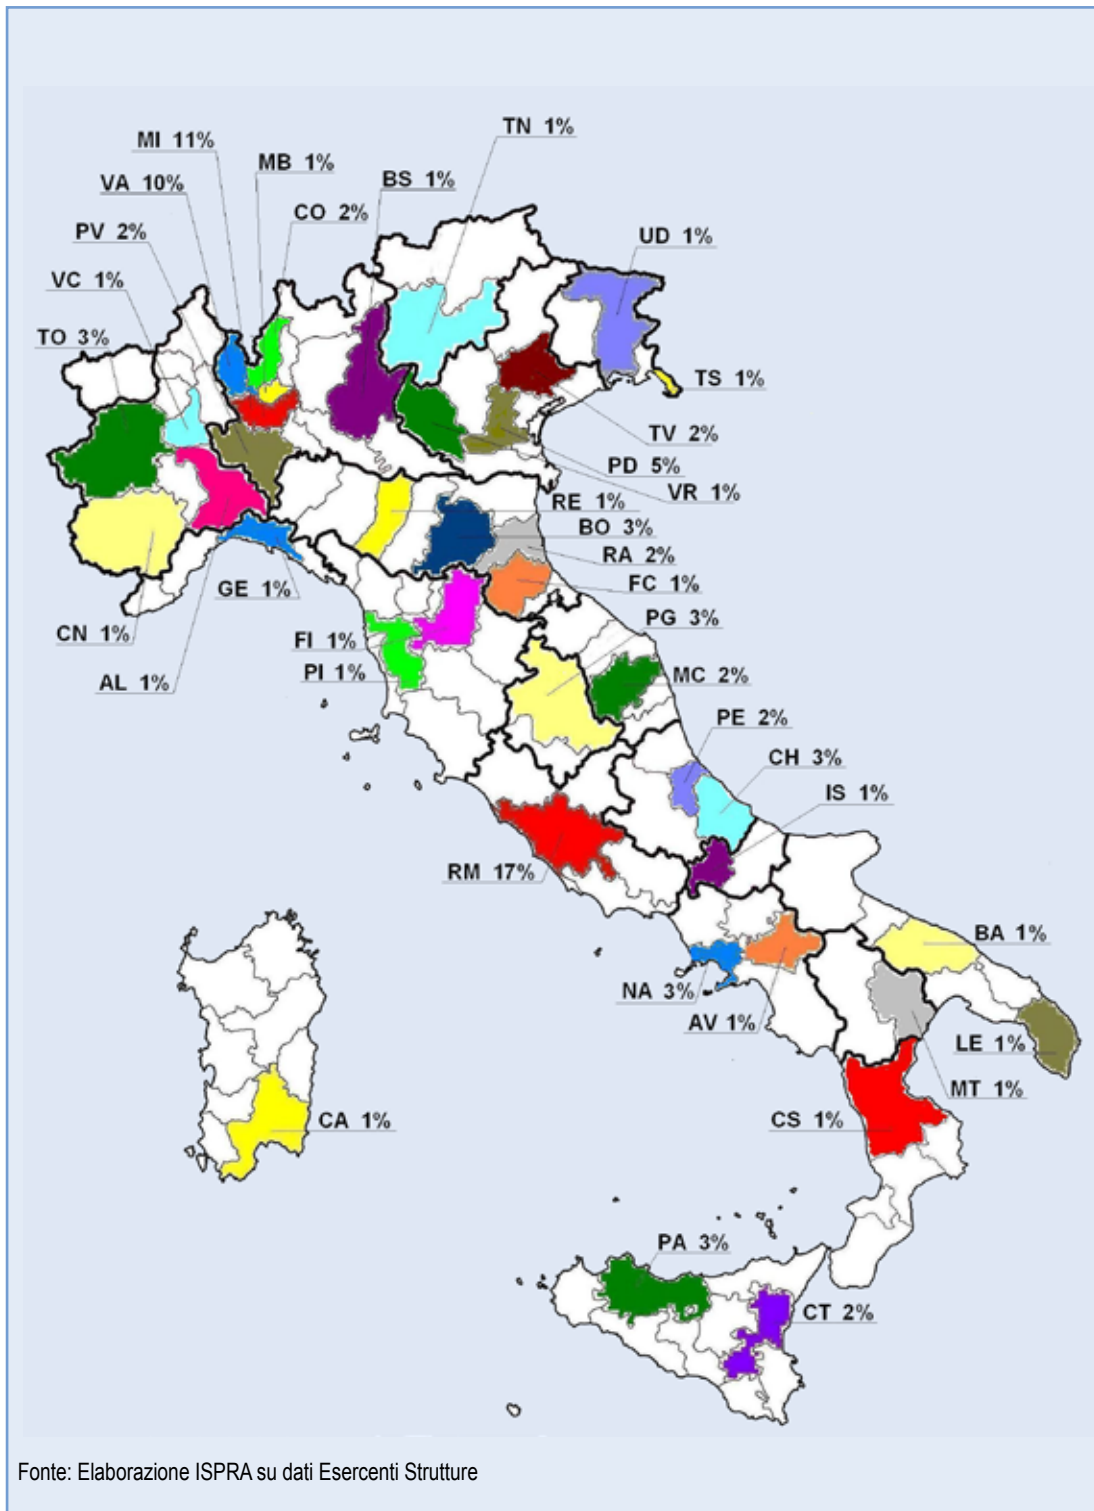 TN 1%
MI 11%
MB 1%
BS 1%
VA 10%
CO 2%
PV 2%
UD 1%
VC 1%
TO 3%
TS 1%
TV 2%
PD 5%
VR 1%
RE 1%
BO 3%
RA 2%
FC 1%
GE 1%
PG 3%
CN 1%
FI 1%
AL 1%
PI 1%
MC 2%
PE 2%
CH 3%
IS 1%
RM 17%
BA 1%
NA 3%
AV 1%
LE 1%
MT 1%
CA 1%
CS 1%
PA 3%
CT 2%
Fonte: Elaborazione ISPRA su dati Esercenti Strutture